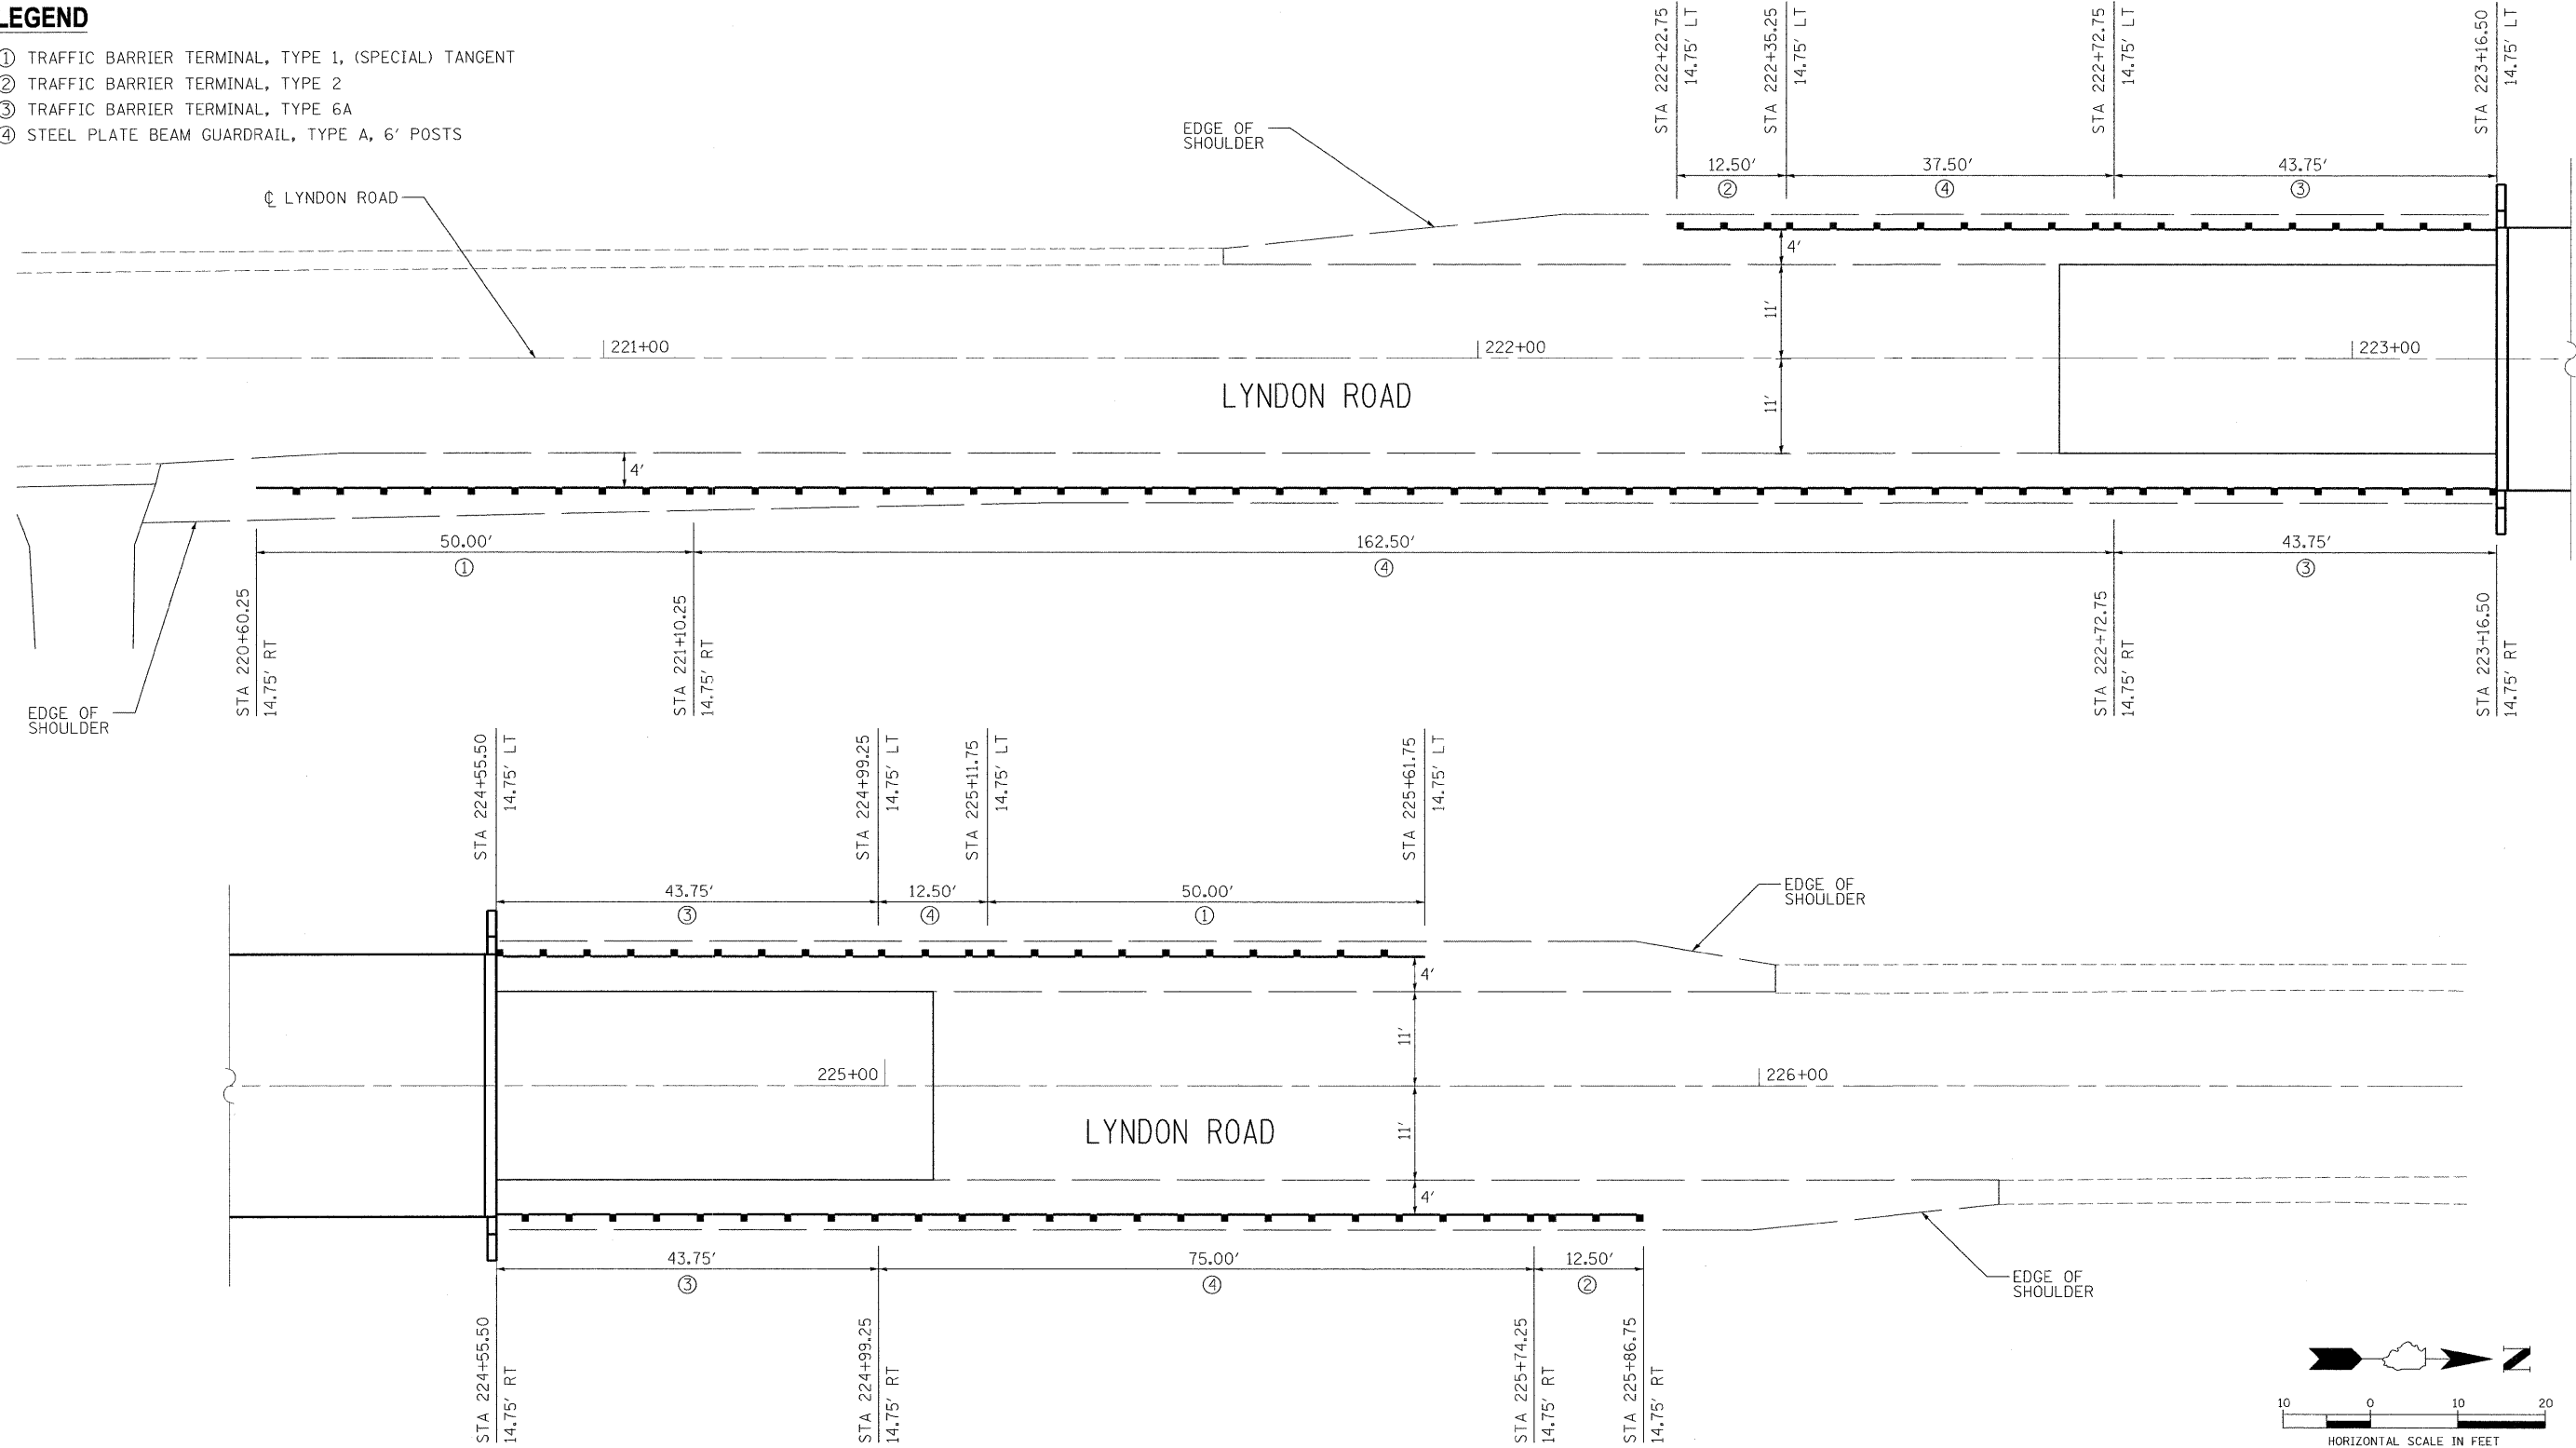 LEGEND
① TRAFFIC BARRIER TERMINAL, TYPE 1, (SPECIAL) TANGENT
② TRAFFIC BARRIER TERMINAL, TYPE 2
③ TRAFFIC BARRIER TERMINAL, TYPE 6A
④ STEEL PLATE BEAM GUARDRAIL, TYPE A, 6' POSTS
STA 222+22.75
14.75' LT
STA 222+35.25
14.75' LT
STA 222+72.75
14.75' LT
STA 223+16.50
14.75' LT
EDGE OF
SHOULDER
12.50'
②
37.50'
④
43.75'
③
℄ LYNDON ROAD
4'
11'
11'
221+00
222+00
223+00
LYNDON ROAD
4'
50.00'
①
162.50'
④
43.75'
③
STA 220+60.25
14.75' RT
STA 221+10.25
14.75' RT
STA 222+72.75
14.75' RT
STA 223+16.50
14.75' RT
EDGE OF
SHOULDER
STA 224+55.50
14.75' LT
STA 224+99.25
14.75' LT
STA 225+11.75
14.75' LT
STA 225+61.75
14.75' LT
43.75'
③
12.50'
④
50.00'
①
EDGE OF
SHOULDER
4'
11'
11'
4'
225+00
226+00
LYNDON ROAD
43.75'
③
75.00'
④
12.50'
②
EDGE OF
SHOULDER
STA 224+55.50
14.75' RT
STA 224+99.25
14.75' RT
STA 225+74.25
14.75' RT
STA 225+86.75
14.75' RT
Z
10 0 10 20
HORIZONTAL SCALE IN FEET